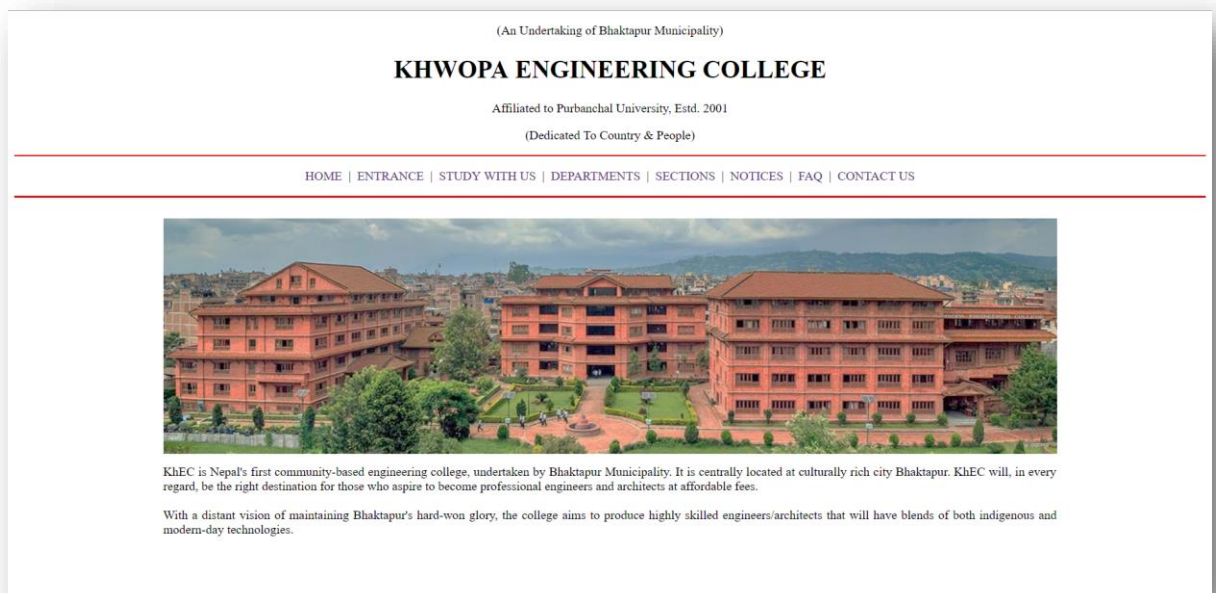 (An Undertaking of Bhaktapur Municipality)
KHWOPA ENGINEERING COLLEGE
Affiliated to Purbanchal University, Estd. 2001
(Dedicated To Country & People)
HOME | ENTRANCE | STUDY WITH US | DEPARTMENTS | SECTIONS | NOTICES | FAQ | CONTACT US
KhEC is Nepal's first community-based engineering college, undertaken by Bhaktapur Municipality. It is centrally located at culturally rich city Bhaktapur. KhEC will, in every
regard, be the right destination for those who aspire to become professional engineers and architects at affordable fees.
With a distant vision of maintaining Bhaktapur's hard-won glory, the college aims to produce highly skilled engineers/architects that will have blends of both indigenous and
modern-day technologies.